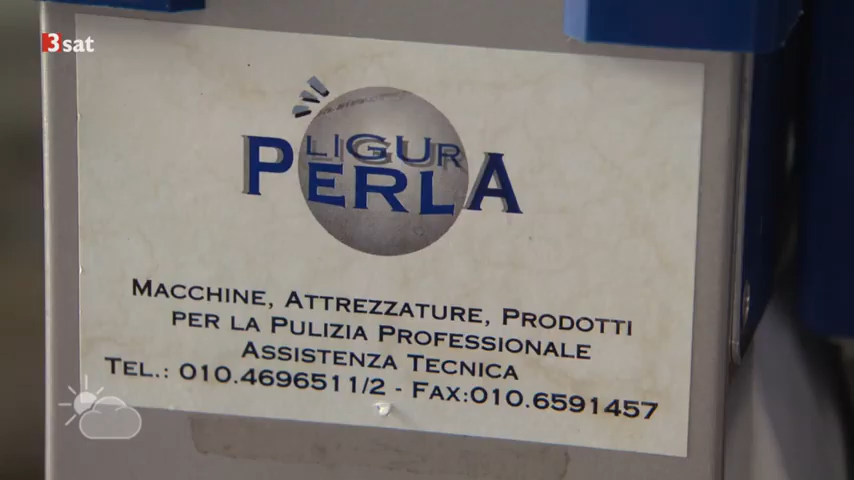 3sat
LIGUR
PERLA
MACCHINE, ATTREZZATURE, PRODOTTI
PER LA PULIZIA PROFESSIONALE
ASSISTENZA TECNICA
TEL.: 010.4696511/2 - FAX:010.6591457